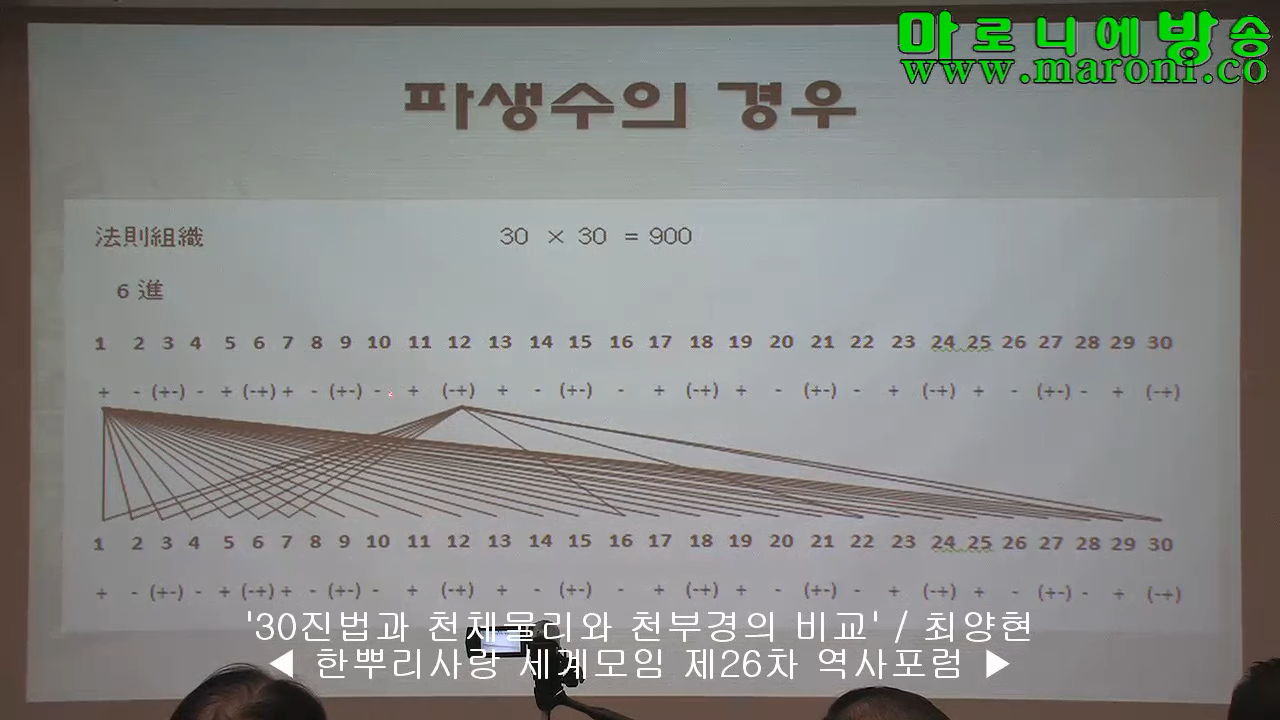 마로니에방송
www.maroni.co
파생수의 경우
法則組織 30 × 30 = 900
6 進
1 2 3 4 5 6 7 8 9 10 11 12 13 14 15 16 17 18 19 20 21 22 23 24 25 26 27 28 29 30
+ - (+-) - + (-+) + - (+-) - + (-+) + - (+-) - + (-+) + - (+-) - + (-+) + - (+-) - + (-+)
1 2 3 4 5 6 7 8 9 10 11 12 13 14 15 16 17 18 19 20 21 22 23 24 25 26 27 28 29 30
+ - (+-) - + (-+) + - (+-) - + (-+) + - (+-) - + (-+) + - (+-) - + (-+) + - (+-) - + (-+)
'30진법과 천체물리와 천부경의 비교' / 최양현
◀ 한뿌리사랑 세계모임 제26차 역사포럼 ▶